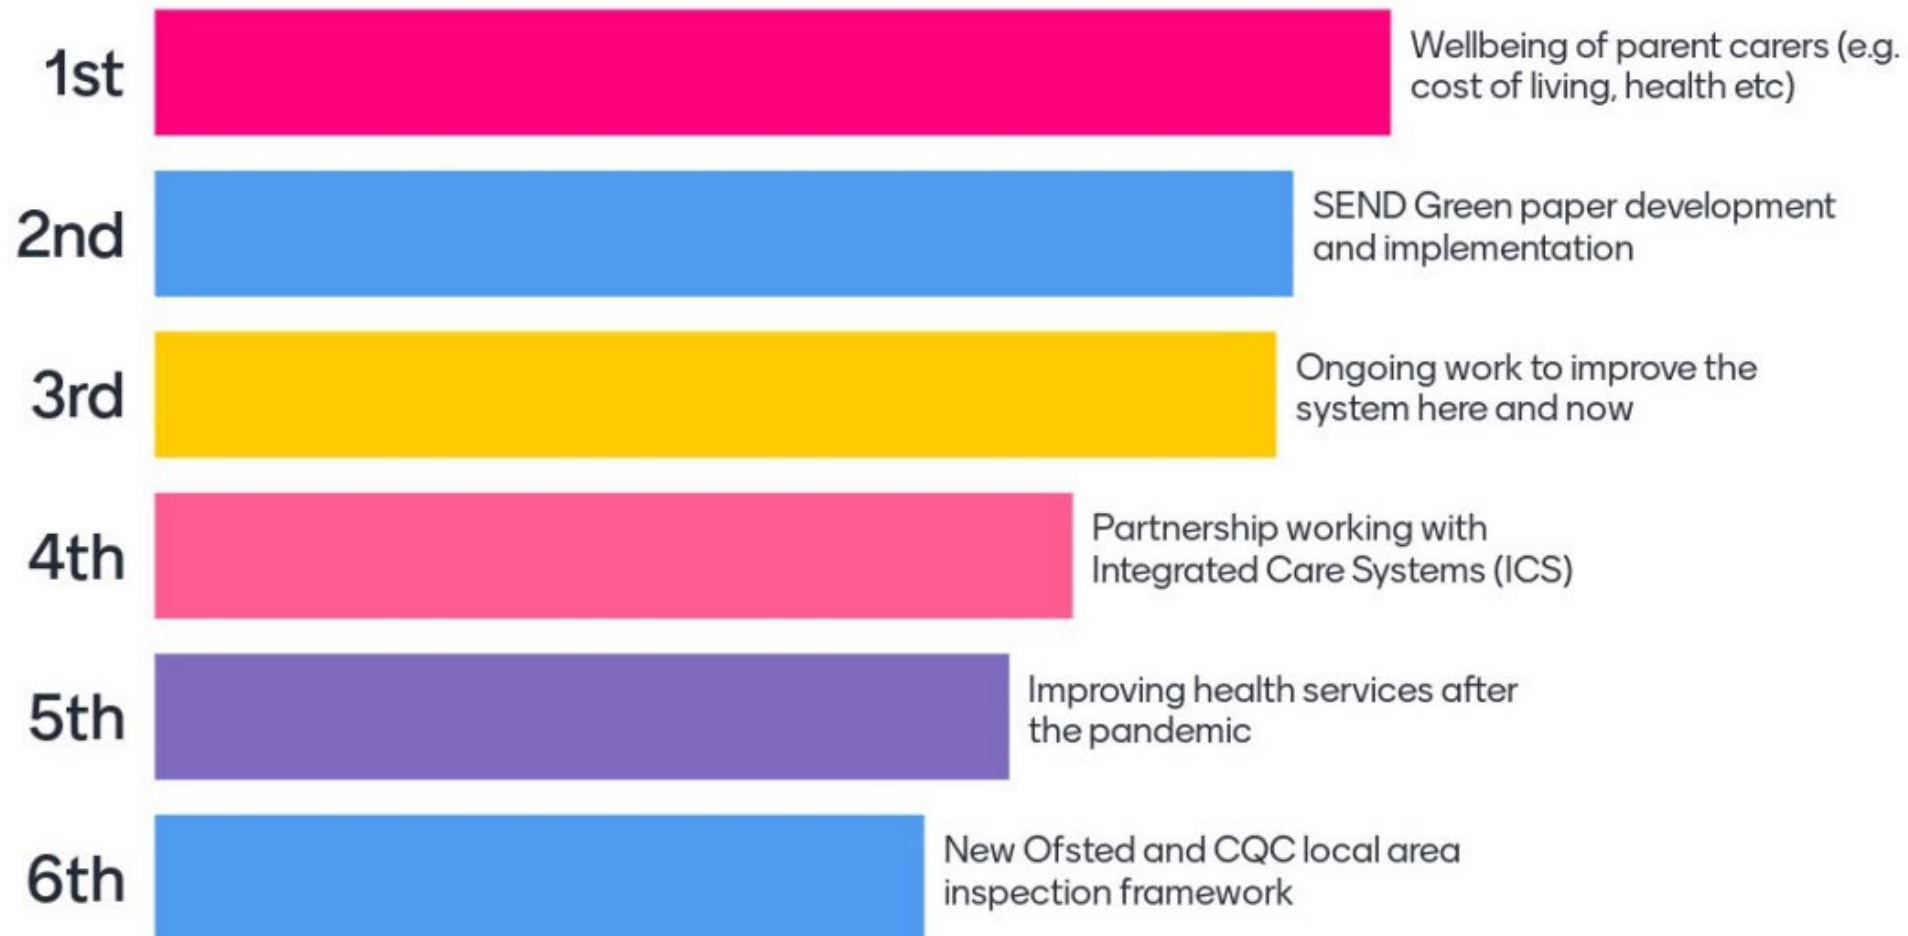 1st
Wellbeing of parent carers (e.g.
cost of living, health etc)
2nd
SEND Green paper development
and implementation
3rd
Ongoing work to improve the
system here and now
4th
Partnership working with
Integrated Care Systems (ICS)
5th
Improving health services after
the pandemic
6th
New Ofsted and CQC local area
inspection framework